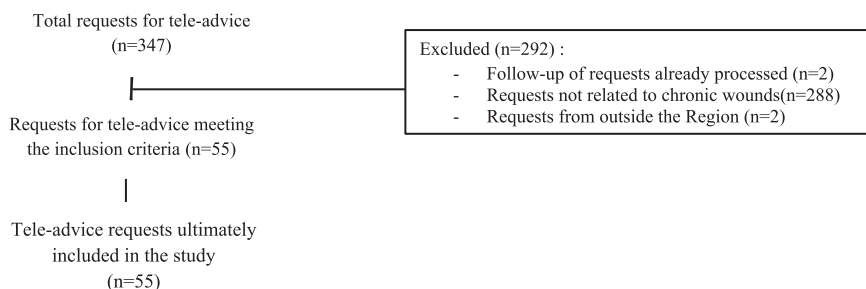 Total requests for tele-advice
(n=347)
Excluded (n=292) :
- Follow-up of requests already processed (n=2)
- Requests not related to chronic wounds(n=288)
- Requests from outside the Region (n=2)
Requests for tele-advice meeting
the inclusion criteria (n=55)
Tele-advice requests ultimately
included in the study
(n=55)